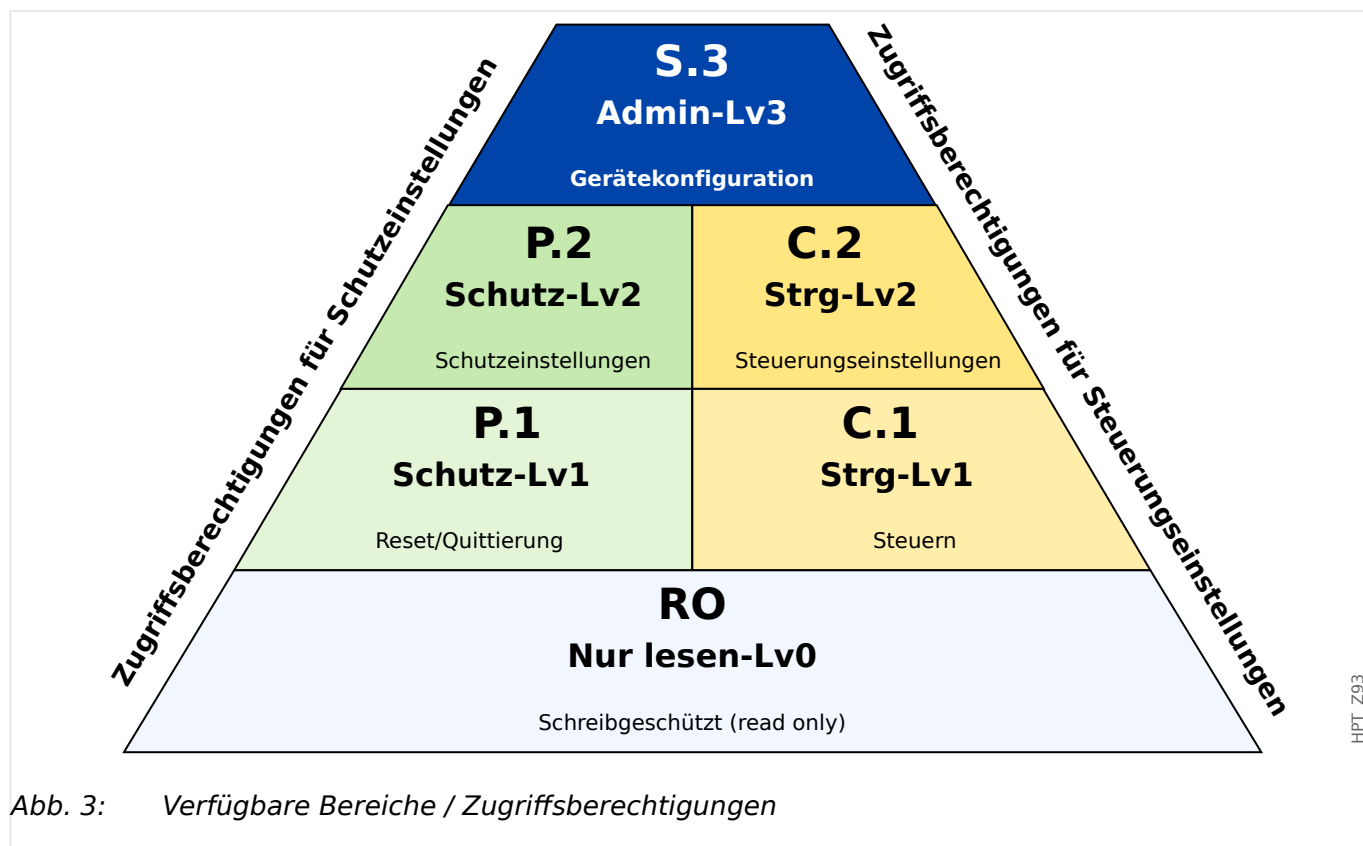 Zugriffsberechtigungen für Schutzeinstellungen
Zugriffsberechtigungen für Steuerungseinstellungen
S.3
Admin-Lv3
Gerätekonfiguration
P.2
Schutz-Lv2
Schutzeinstellungen
C.2
Strg-Lv2
Steuerungseinstellungen
P.1
Schutz-Lv1
Reset/Quittierung
C.1
Strg-Lv1
Steuern
RO
Nur lesen-Lv0
Schreibgeschützt (read only)
HPT_Z93
Abb. 3: Verfügbare Bereiche / Zugriffsberechtigungen